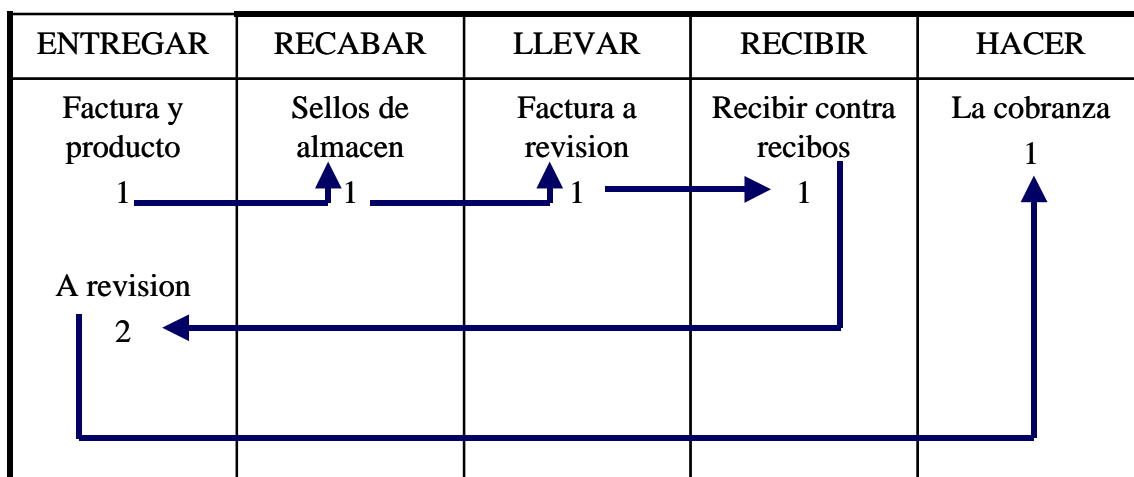 ENTREGAR
RECABAR
LLEVAR
RECIBIR
HACER
Factura y
producto
1
Sellos de
almacen
1
Factura a
revision
1
Recibir contra
recibos
1
La cobranza
1
A revision
2